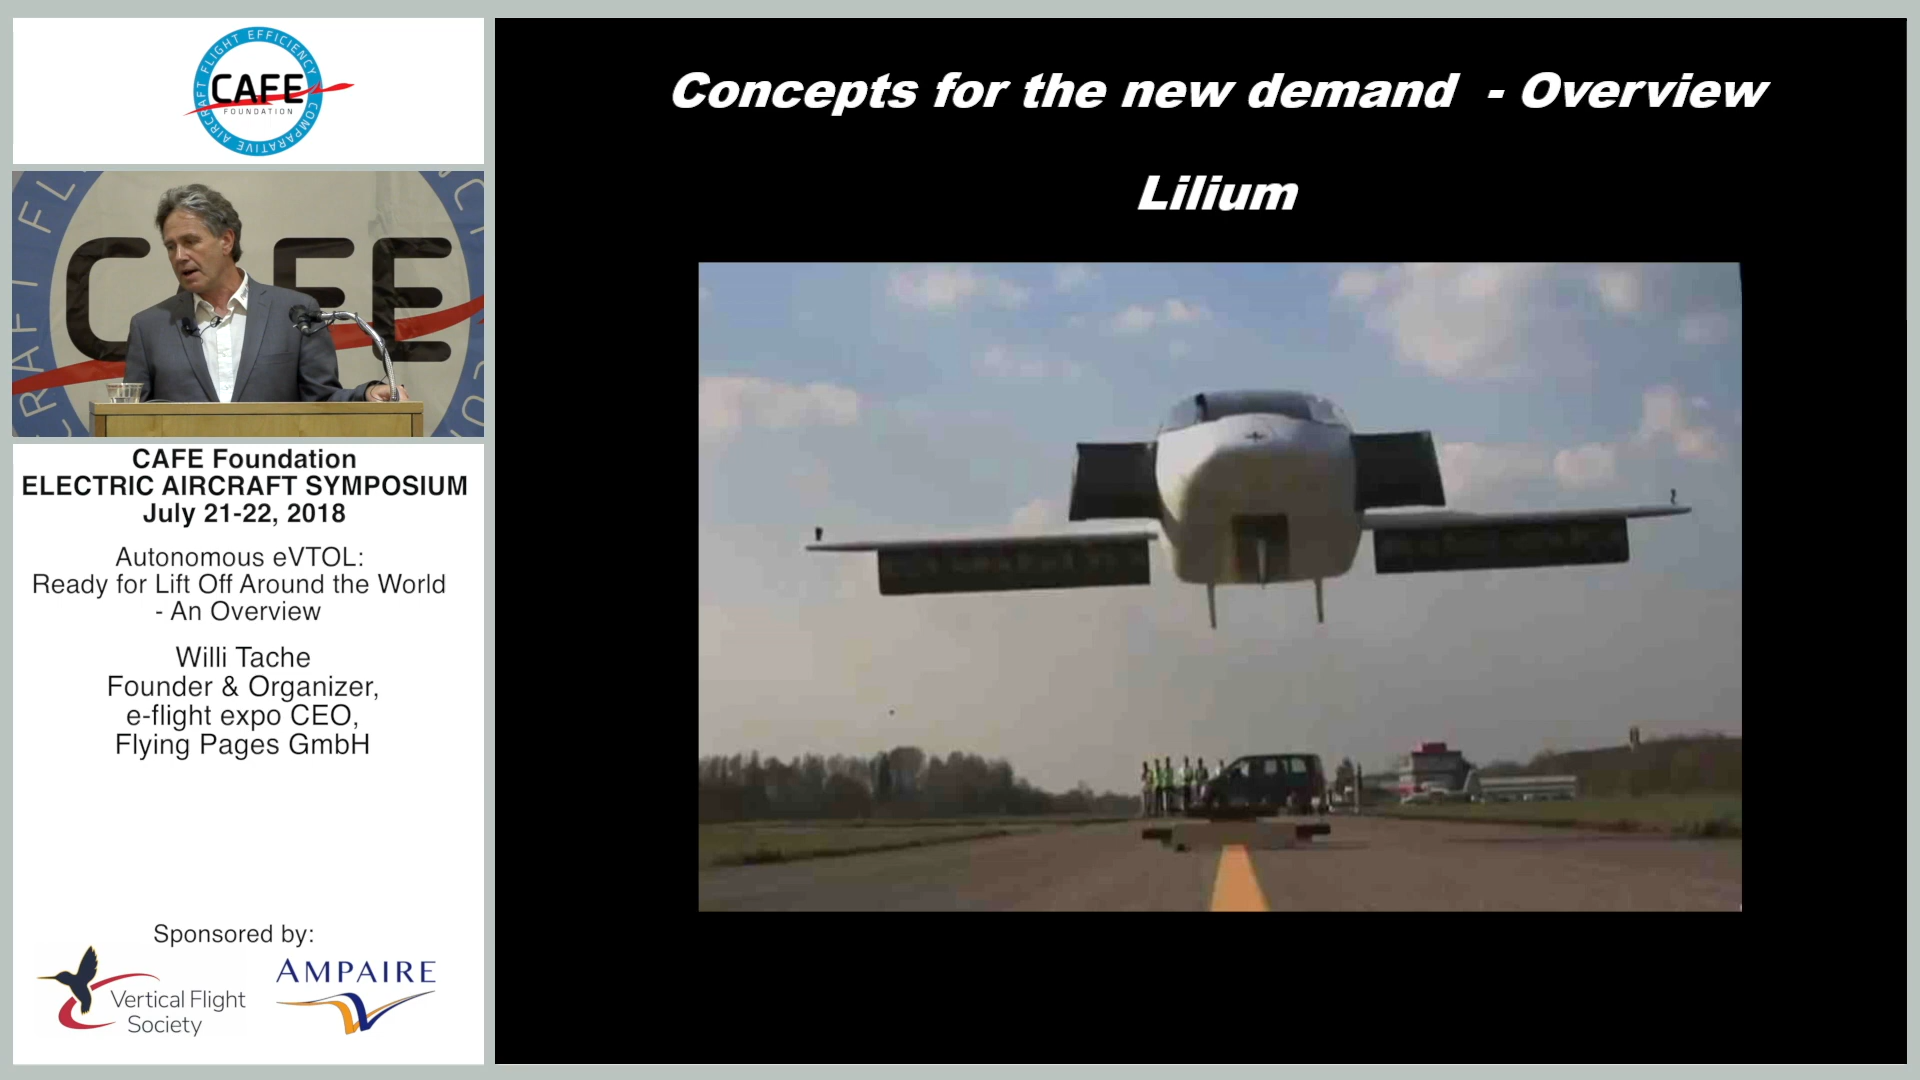 AIRCRAFT FLIGHT EFFICIENCY COMPARATIVE
CAFE
FOUNDATION
CAFE
CAFE Foundation
ELECTRIC AIRCRAFT SYMPOSIUM
July 21-22, 2018
Autonomous eVTOL:
Ready for Lift Off Around the World
- An Overview
Willi Tache
Founder & Organizer,
e-flight expo CEO,
Flying Pages GmbH
Sponsored by:
Vertical Flight
Society
AMPAIRE
Concepts for the new demand - Overview
Lilium